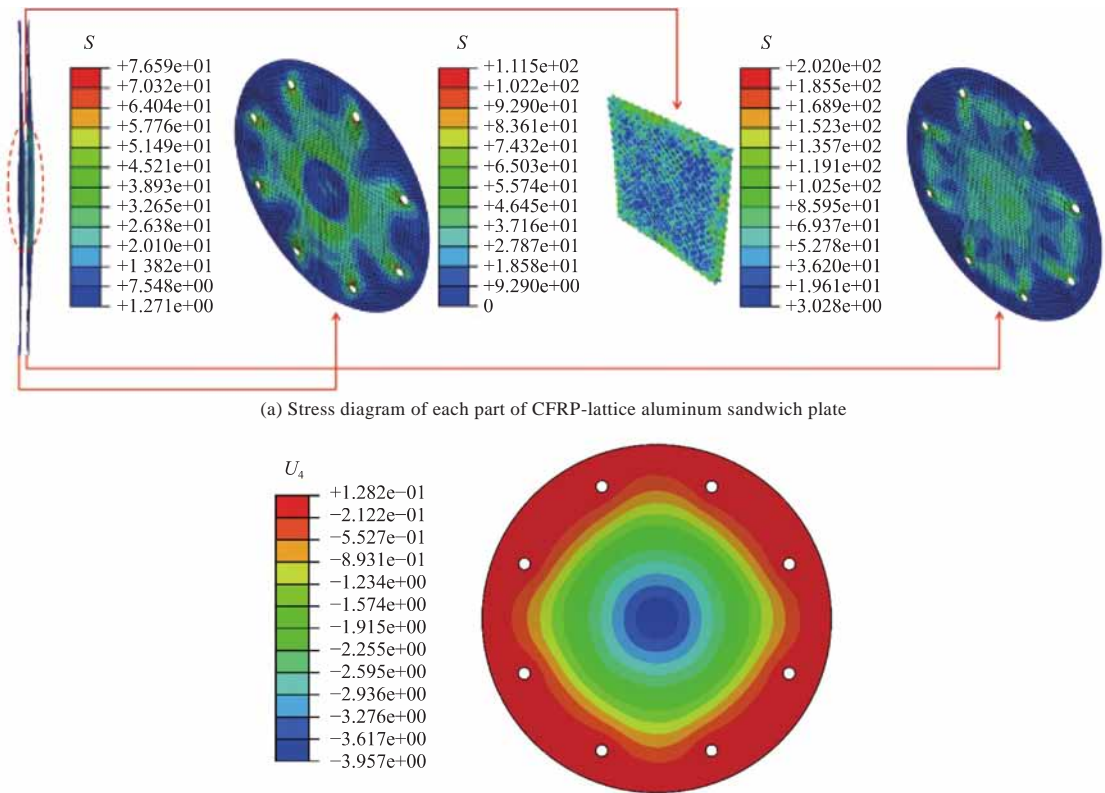 S
+7.659e+01
+7.032e+01
+6.404e+01
+5.776e+01
+5.149e+01
+4.521e+01
+3.893e+01
+3.265e+01
+2.638e+01
+2.010e+01
+1 382e+01
+7.548e+00
+1.271e+00
S
+1.115e+02
+1.022e+02
+9.290e+01
+8.361e+01
+7.432e+01
+6.503e+01
+5.574e+01
+4.645e+01
+3.716e+01
+2.787e+01
+1.858e+01
+9.290e+00
0
S
+2.020e+02
+1.855e+02
+1.689e+02
+1.523e+02
+1.357e+02
+1.191e+02
+1.025e+02
+8.595e+01
+6.937e+01
+5.278e+01
+3.620e+01
+1.961e+01
+3.028e+00
(a) Stress diagram of each part of CFRP-lattice aluminum sandwich plate
U₄
+1.282e−01
−2.122e−01
−5.527e−01
−8.931e−01
−1.234e+00
−1.574e+00
−1.915e+00
−2.255e+00
−2.595e+00
−2.936e+00
−3.276e+00
−3.617e+00
−3.957e+00